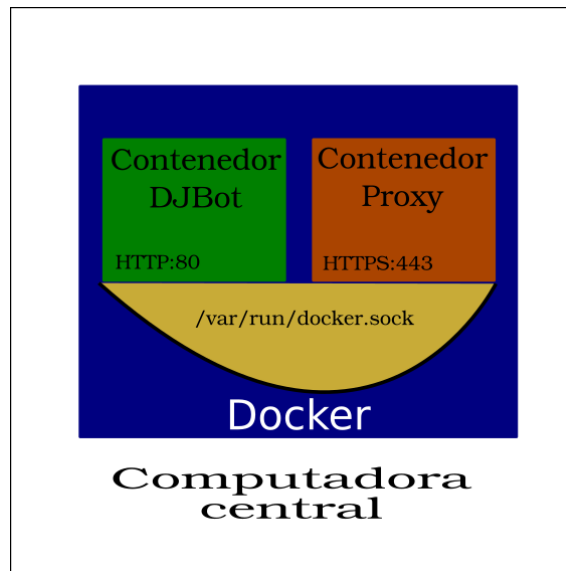 Contenedor
DJBot
HTTP:80
Contenedor
Proxy
HTTPS:443
/var/run/docker.sock
Docker
Computadora
central